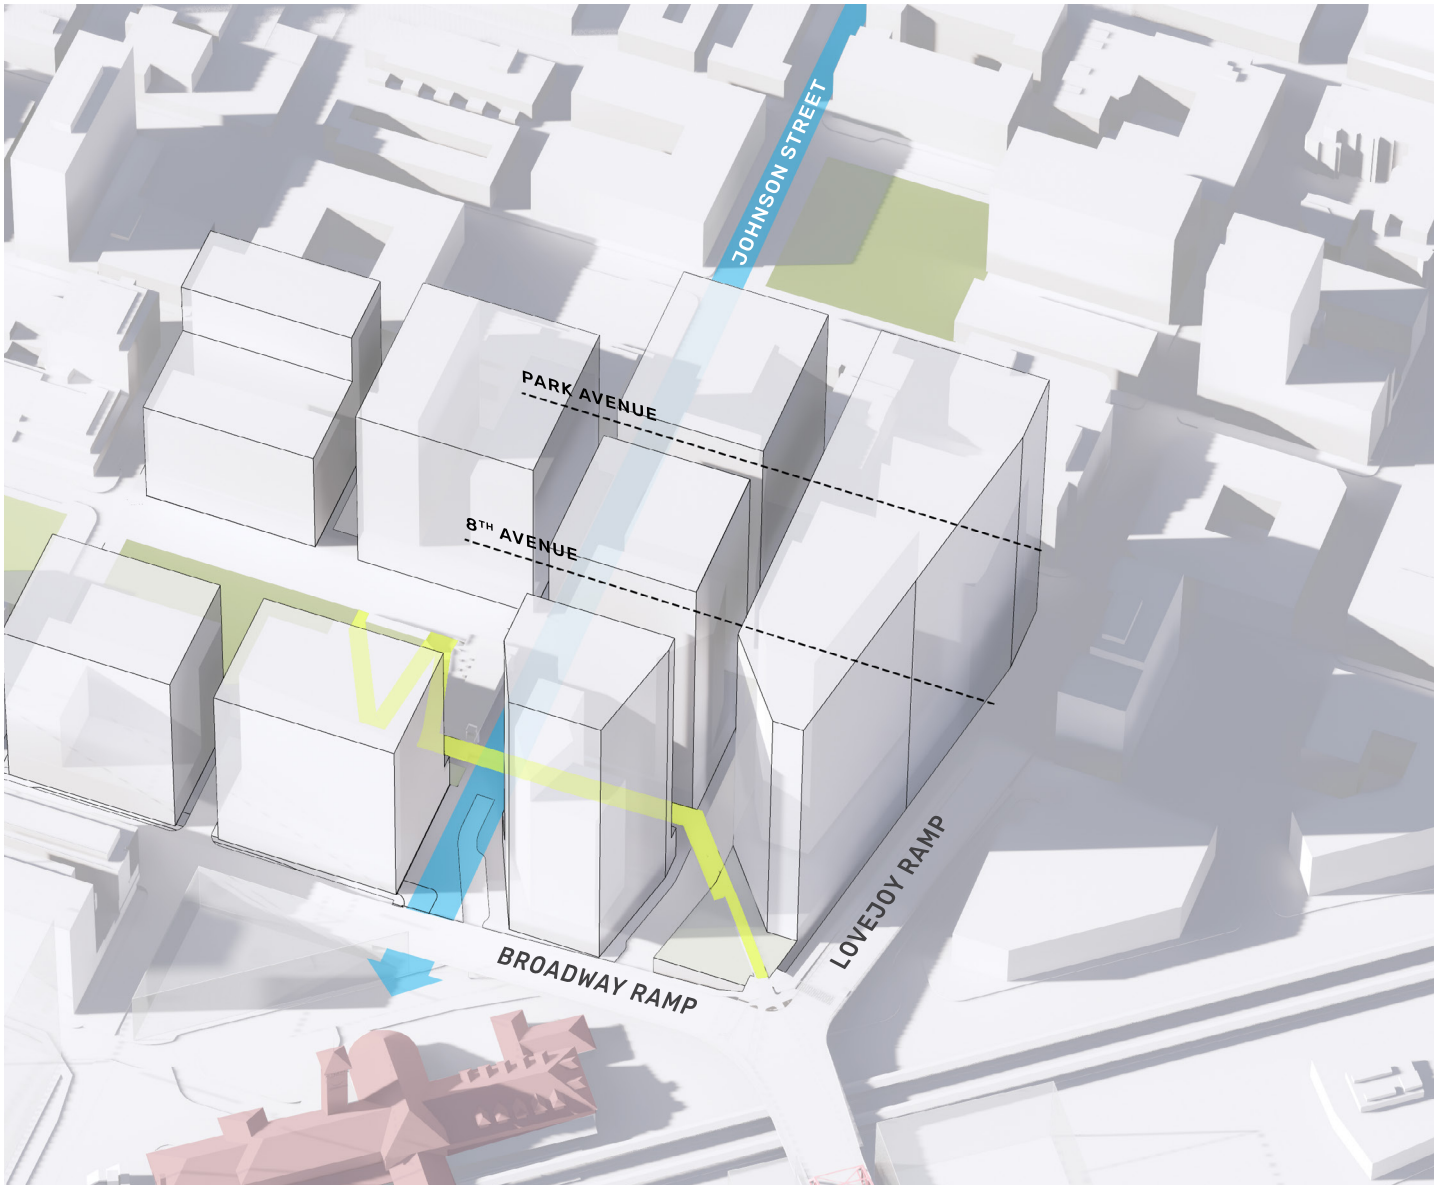 JOHNSON STREET
PARK AVENUE
8TH AVENUE
LOVEJOY RAMP
BROADWAY RAMP